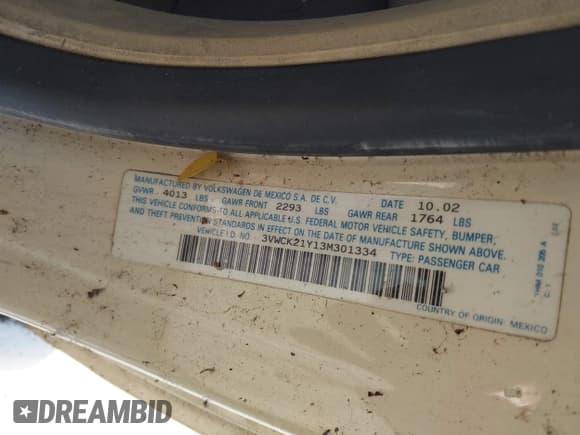 MANUFACTURED BY VOLKSWAGEN DE MEXICO S.A. DE C.V. DATE 10.02
GVWR 4013 LBS GAWR FRONT 2293 LBS GAWR REAR 1764 LBS
THIS VEHICLE CONFORMS TO ALL APPLICABLE U.S. FEDERAL MOTOR VEHICLE SAFETY, BUMPER,
AND THEFT PREVENTION STANDARDS IN EFFECT ON THE DATE OF MANUFACTURE SHOWN ABOVE.
VEHICLE I.D. NO. 3VWCK21Y13M301334 TYPE: PASSENGER CAR
COUNTRY OF ORIGIN: MEXICO
DREAMBID